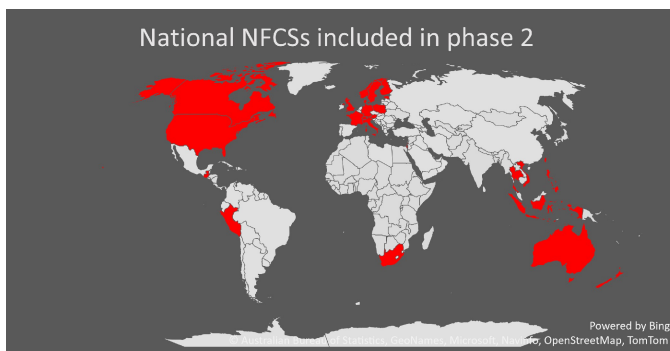 National NFCSs included in phase 2
Powered by Bing
© Australian Bureau of Statistics, GeoNames, Microsoft, Navinfo, OpenStreetMap, TomTom